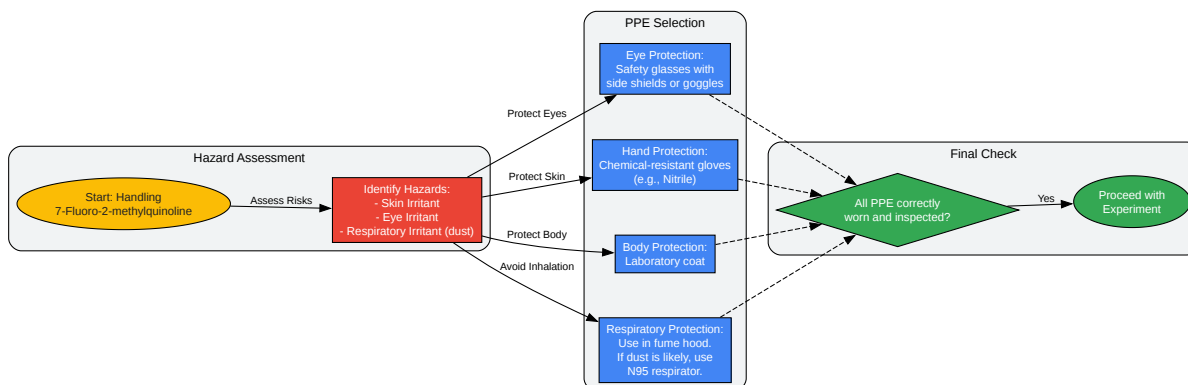 Hazard Assessment
Start: Handling
7-Fluoro-2-methylquinoline
Assess Risks
Identify Hazards:
- Skin Irritant
- Eye Irritant
- Respiratory Irritant (dust)
Protect Eyes
Protect Skin
Protect Body
Avoid Inhalation
PPE Selection
Eye Protection:
Safety glasses with
side shields or goggles
Hand Protection:
Chemical-resistant gloves
(e.g., Nitrile)
Body Protection:
Laboratory coat
Respiratory Protection:
Use in fume hood.
If dust is likely, use
N95 respirator.
Final Check
All PPE correctly
worn and inspected?
Yes
Proceed with
Experiment